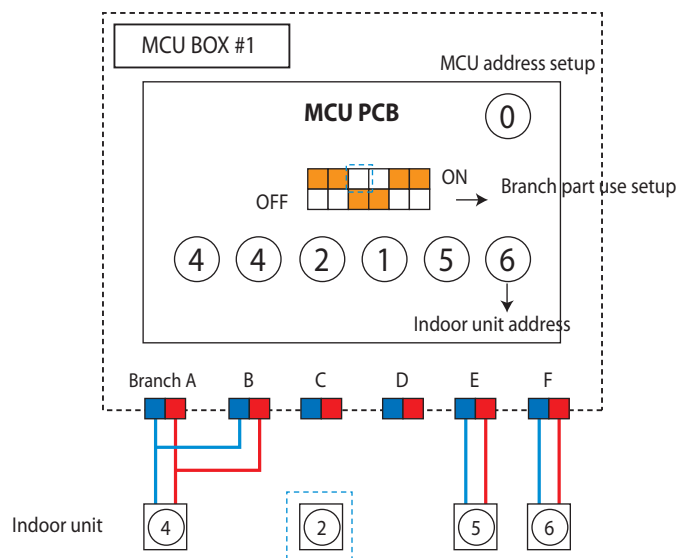 MCU BOX #1
MCU address setup
MCU PCB
0
ON
OFF
Branch part use setup
4 4 2 1 5 6
Indoor unit address
Branch A B C D E F
Indoor unit
4 2 5 6